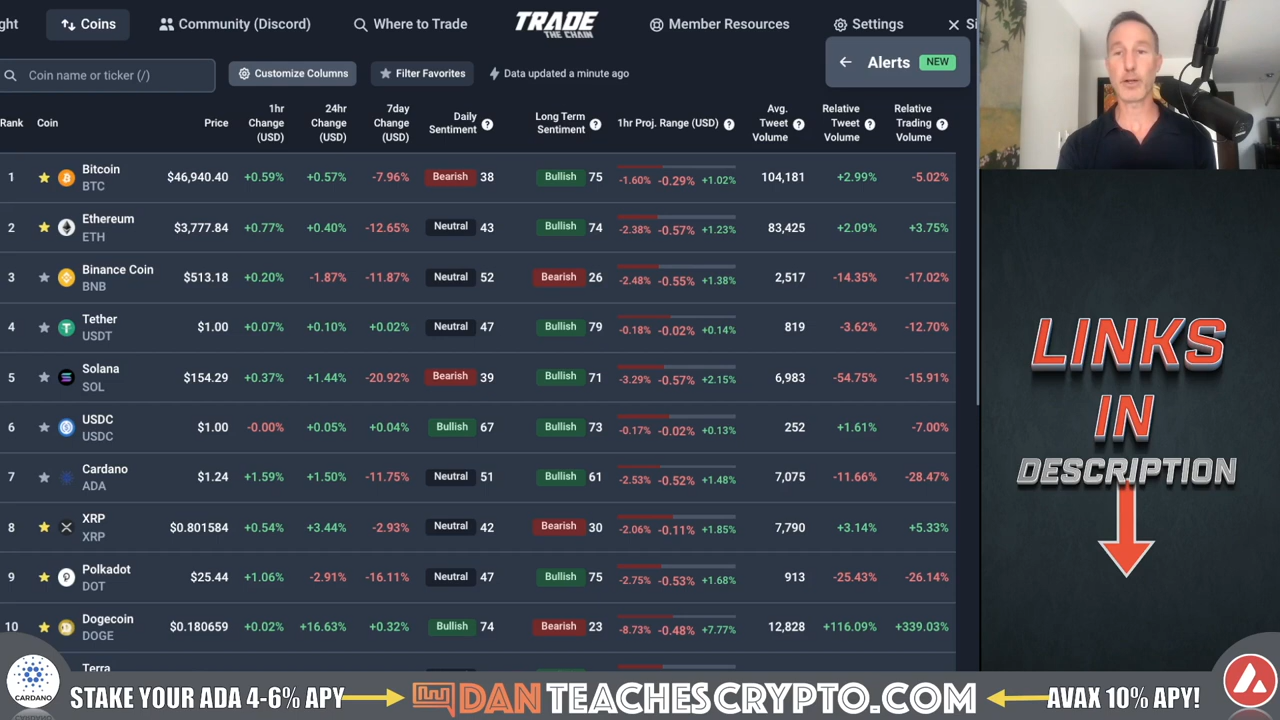 ght Coins Community (Discord) Where to Trade TRADE THE CHAIN Member Resources Settings Si
Coin name or ticker (/) Customize Columns Filter Favorites Data updated a minute ago Alerts NEW
Rank Coin Price 1hr Change (USD) 24hr Change (USD) 7day Change (USD) Daily Sentiment ? Long Term Sentiment ? 1hr Proj. Range (USD) ? Avg. Tweet Volume ? Relative Tweet Volume ? Relative Trading Volume ?
1 Bitcoin BTC $46,940.40 +0.59% +0.57% -7.96% Bearish 38 Bullish 75 -1.60% -0.29% +1.02% 104,181 +2.99% -5.02%
2 Ethereum ETH $3,777.84 +0.77% +0.40% -12.65% Neutral 43 Bullish 74 -2.38% -0.57% +1.23% 83,425 +2.09% +3.75%
3 Binance Coin BNB $513.18 +0.20% -1.87% -11.87% Neutral 52 Bearish 26 -2.48% -0.55% +1.38% 2,517 -14.35% -17.02%
4 Tether USDT $1.00 +0.07% +0.10% +0.02% Neutral 47 Bullish 79 -0.18% -0.02% +0.14% 819 -3.62% -12.70%
5 Solana SOL $154.29 +0.37% +1.44% -20.92% Bearish 39 Bullish 71 -3.29% -0.57% +2.15% 6,983 -54.75% -15.91%
6 USDC USDC $1.00 -0.00% +0.05% +0.04% Bullish 67 Bullish 73 -0.17% -0.02% +0.13% 252 +1.61% -7.00%
7 Cardano ADA $1.24 +1.59% +1.50% -11.75% Neutral 51 Bullish 61 -2.53% -0.52% +1.48% 7,075 -11.66% -28.47%
8 XRP XRP $0.801584 +0.54% +3.44% -2.93% Neutral 42 Bearish 30 -2.06% -0.11% +1.85% 7,790 +3.14% +5.33%
9 Polkadot DOT $25.44 +1.06% -2.91% -16.11% Neutral 47 Bullish 75 -2.75% -0.53% +1.68% 913 -25.43% -26.14%
10 Dogecoin DOGE $0.180659 +0.02% +16.63% +0.32% Bullish 74 Bearish 23 -8.73% -0.48% +7.77% 12,828 +116.09% +339.03%
Terra
LINKS
IN
DESCRIPTION
CARDANO STAKE YOUR ADA 4-6% APY DANTEACHESCRYPTO.COM AVAX 10% APY!